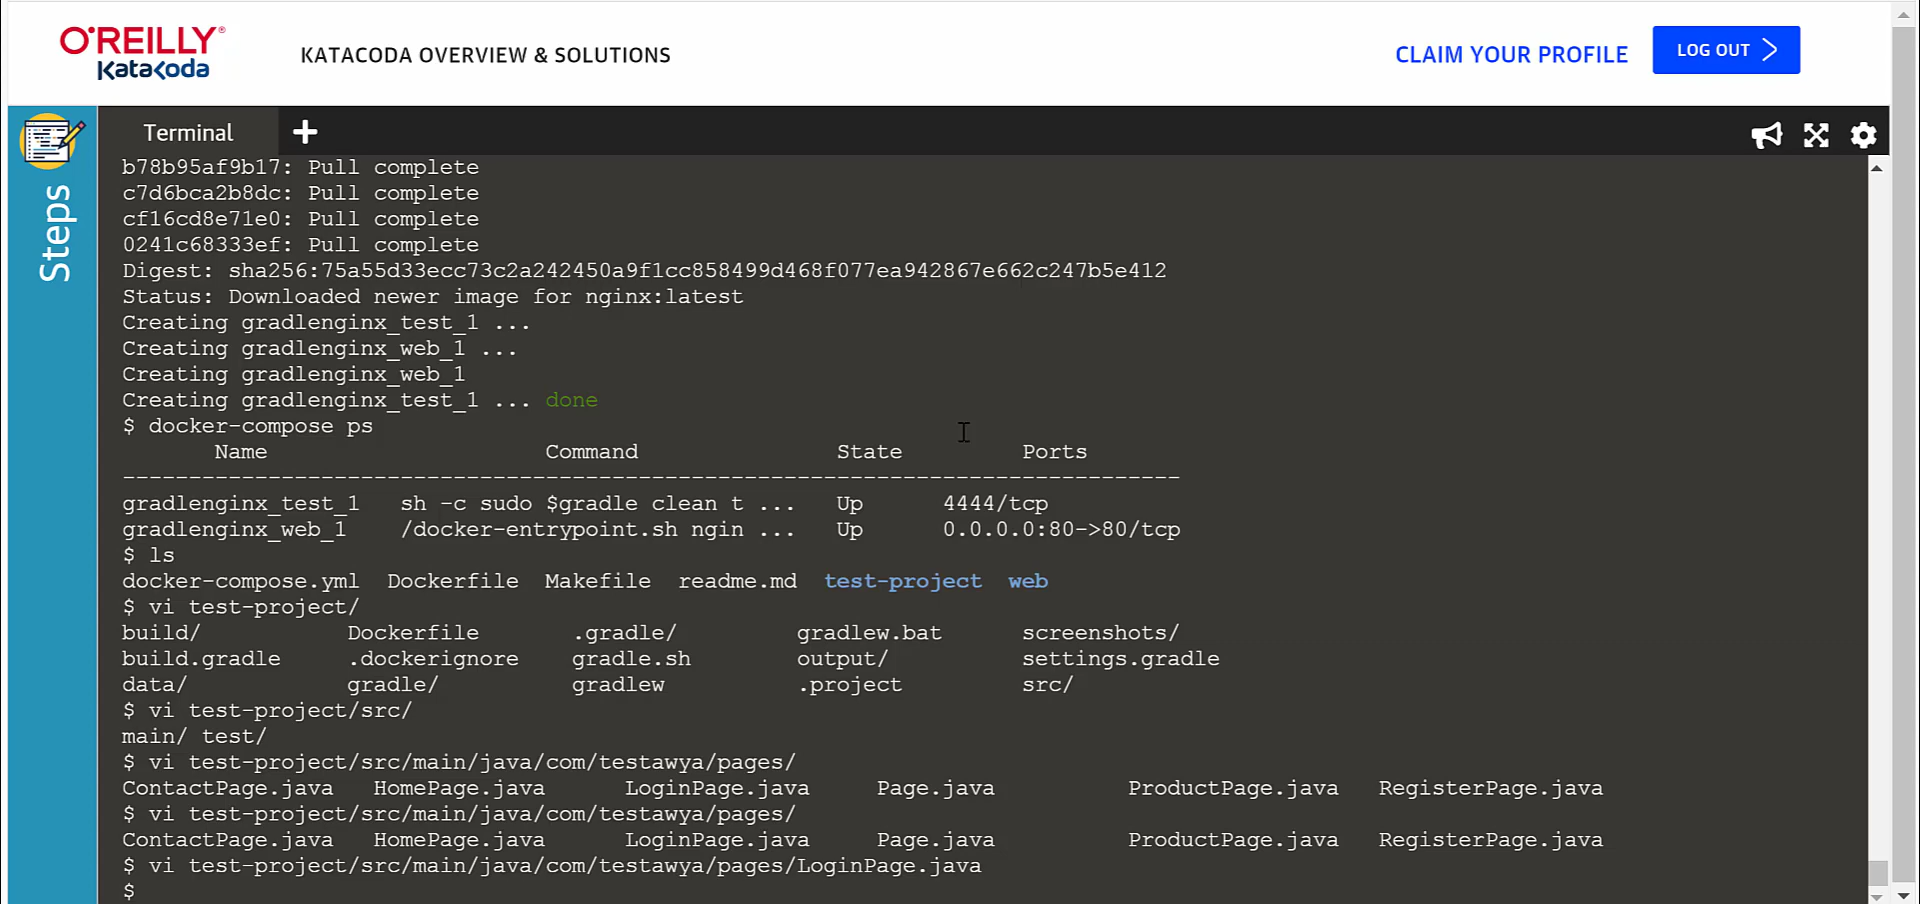 O'REILLY®
KataKoda
KATACODA OVERVIEW & SOLUTIONS
CLAIM YOUR PROFILE
LOG OUT
Steps
Terminal
b78b95af9b17: Pull complete
c7d6bca2b8dc: Pull complete
cf16cd8e71e0: Pull complete
0241c68333ef: Pull complete
Digest: sha256:75a55d33ecc73c2a242450a9f1cc858499d468f077ea942867e662c247b5e412
Status: Downloaded newer image for nginx:latest
Creating gradlenginx_test_1 ...
Creating gradlenginx_web_1 ...
Creating gradlenginx_web_1
Creating gradlenginx_test_1 ... done
$ docker-compose ps
Name Command State Ports
--------------------------------------------------------------------------------
gradlenginx_test_1 sh -c sudo $gradle clean t ... Up 4444/tcp
gradlenginx_web_1 /docker-entrypoint.sh ngin ... Up 0.0.0.0:80->80/tcp
$ ls
docker-compose.yml Dockerfile Makefile readme.md test-project web
$ vi test-project/
build/ Dockerfile .gradle/ gradlew.bat screenshots/
build.gradle .dockerignore gradle.sh output/ settings.gradle
data/ gradle/ gradlew .project src/
$ vi test-project/src/
main/ test/
$ vi test-project/src/main/java/com/testawya/pages/
ContactPage.java HomePage.java LoginPage.java Page.java ProductPage.java RegisterPage.java
$ vi test-project/src/main/java/com/testawya/pages/
ContactPage.java HomePage.java LoginPage.java Page.java ProductPage.java RegisterPage.java
$ vi test-project/src/main/java/com/testawya/pages/LoginPage.java
$